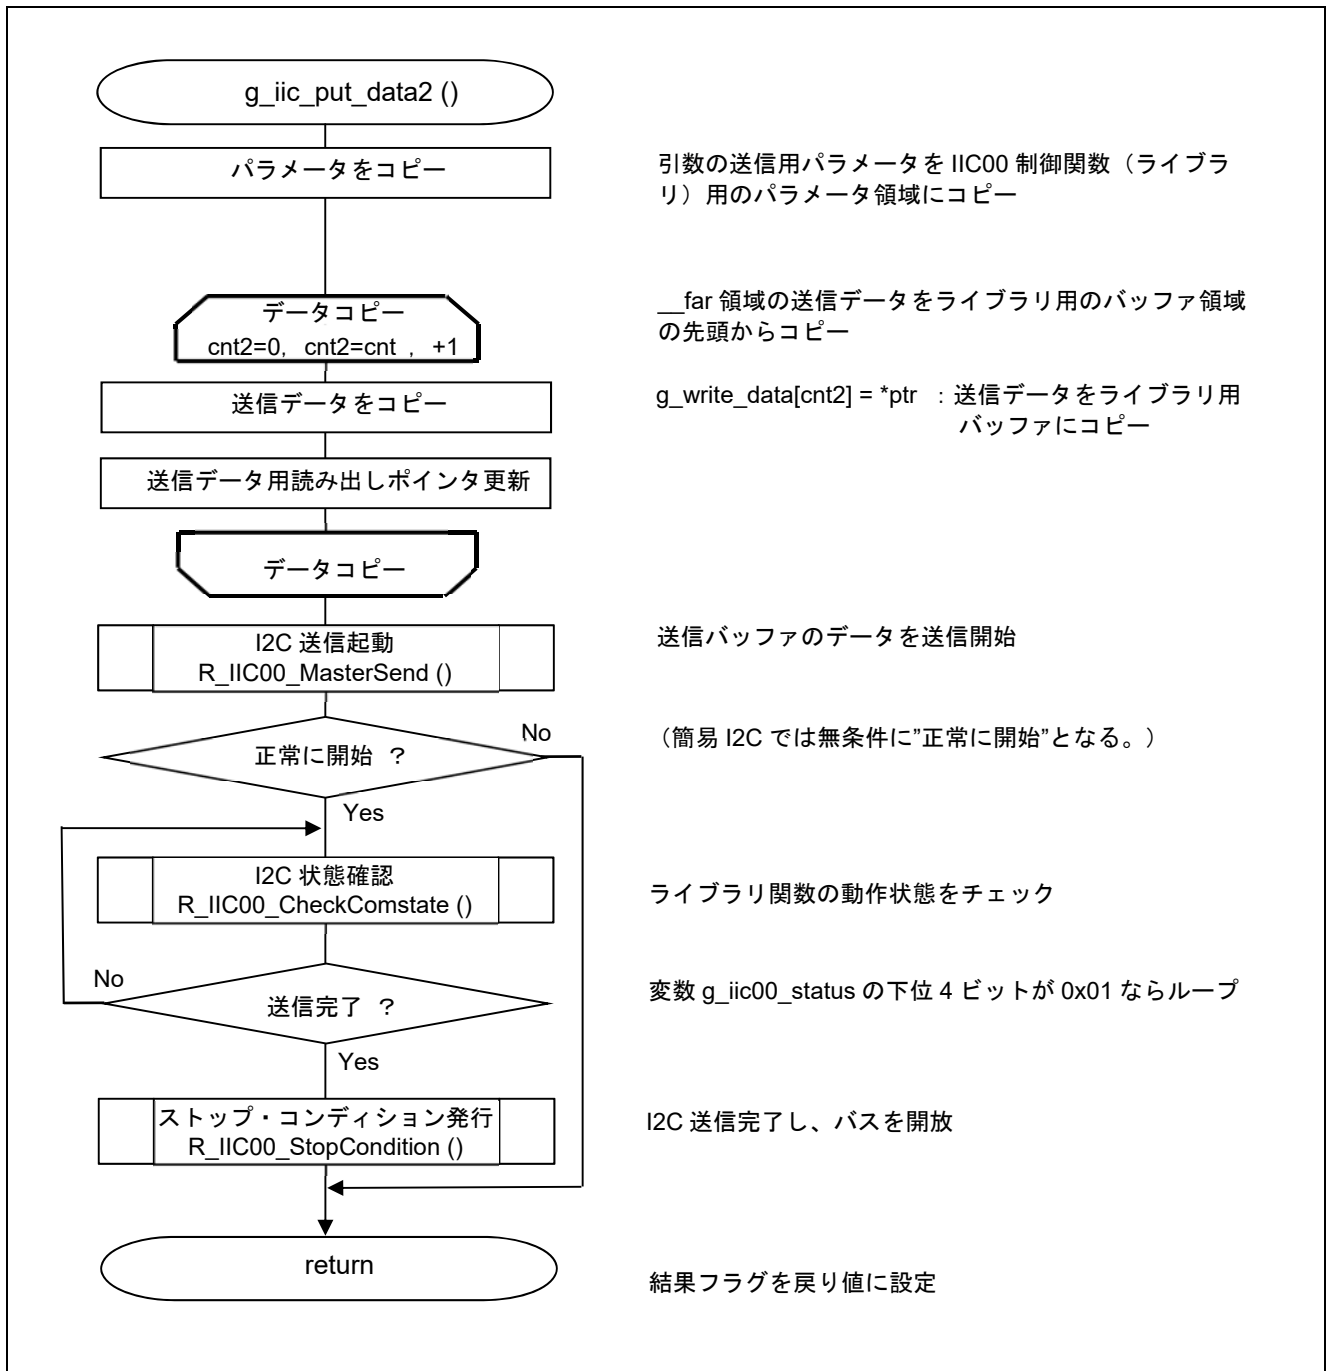 g_iic_put_data2 ()
パラメータをコピー
引数の送信用パラメータを IIC00 制御関数（ライブラ
リ）用のパラメータ領域にコピー
データコピー
cnt2=0, cnt2=cnt , +1
__far 領域の送信データをライブラリ用のバッファ領域
の先頭からコピー
送信データをコピー
g_write_data[cnt2] = *ptr ：送信データをライブラリ用
バッファにコピー
送信データ用読み出しポインタ更新
データコピー
I2C 送信起動
R_IIC00_MasterSend ()
送信バッファのデータを送信開始
正常に開始 ？
No
（簡易 I2C では無条件に”正常に開始”となる。）
Yes
I2C 状態確認
R_IIC00_CheckComstate ()
ライブラリ関数の動作状態をチェック
No
送信完了 ？
変数 g_iic00_status の下位 4 ビットが 0x01 ならループ
Yes
ストップ・コンディション発行
R_IIC00_StopCondition ()
I2C 送信完了し、バスを開放
return
結果フラグを戻り値に設定